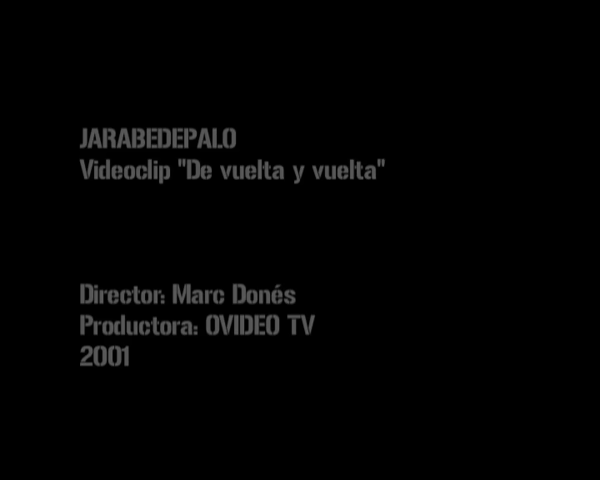 JARABEDEPALO
Videoclip "De vuelta y vuelta"
Director: Marc Donés
Productora: OVIDEO TV
2001